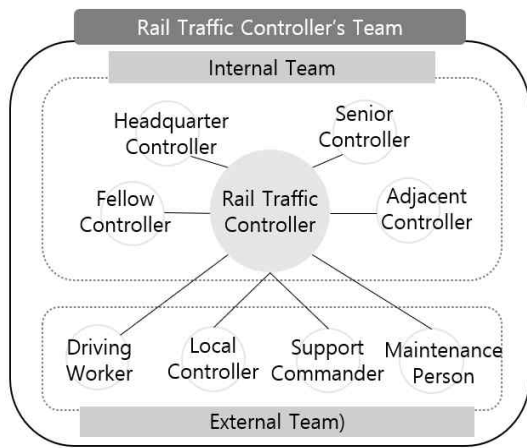 Rail Traffic Controller's Team
Internal Team
Headquarter
Controller
Senior
Controller
Fellow
Controller
Rail Traffic
Controller
Adjacent
Controller
Driving
Worker
Local
Controller
Support
Commander
Maintenance
Person
External Team)